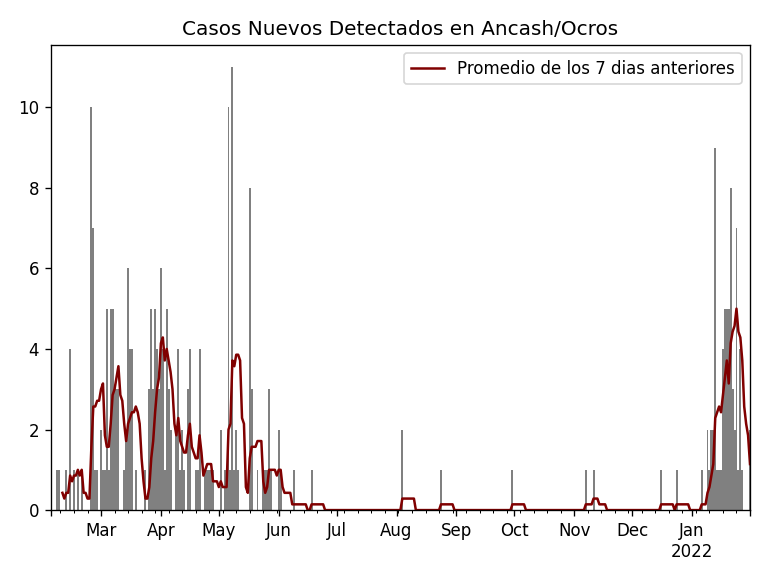 Casos Nuevos Detectados en Ancash/Ocros
Promedio de los 7 dias anteriores
10
8
6
4
2
0
Mar Apr May Jun Jul Aug Sep Oct Nov Dec Jan
2022